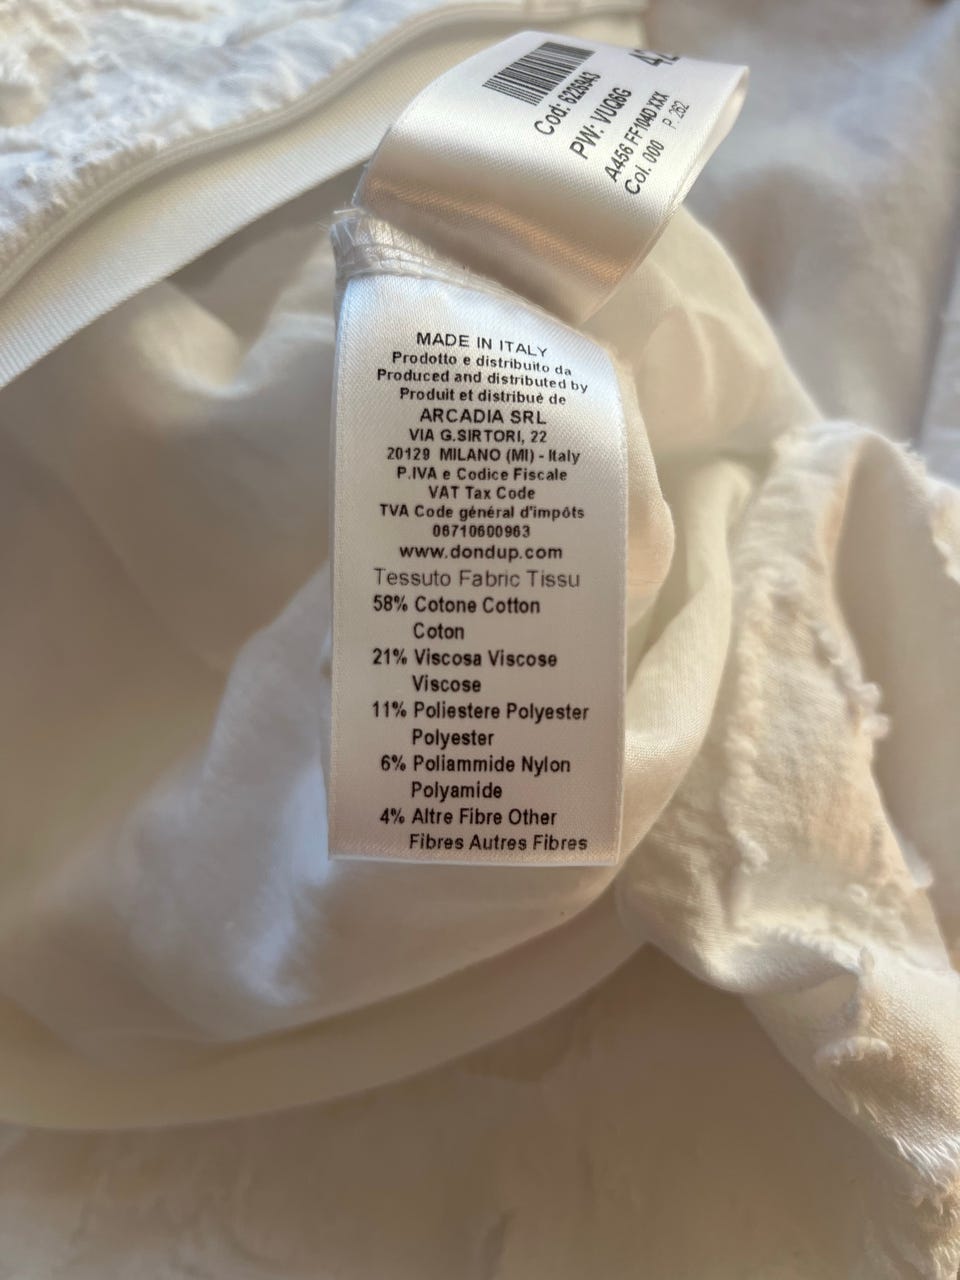 Cod: 6226943
PW: VUQ8G
A456 FF104D XXX
Col. 000 P. 262
MADE IN ITALY
Prodotto e distribuito da
Produced and distributed by
Produit et distribuè de
ARCADIA SRL
VIA G.SIRTORI, 22
20129 MILANO (MI) - Italy
P.IVA e Codice Fiscale
VAT Tax Code
TVA Code général d'impôts
06710600963
www.dondup.com
Tessuto Fabric Tissu
58% Cotone Cotton
Coton
21% Viscosa Viscose
Viscose
11% Poliestere Polyester
Polyester
6% Poliammide Nylon
Polyamide
4% Altre Fibre Other
Fibres Autres Fibres